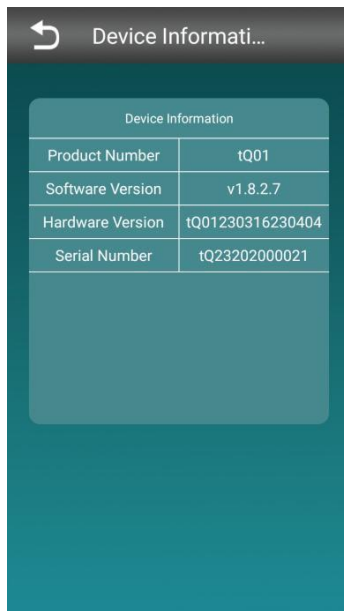 Device Informati...
Device Information
Product Number tQ01
Software Version v1.8.2.7
Hardware Version tQ01230316230404
Serial Number tQ23202000021